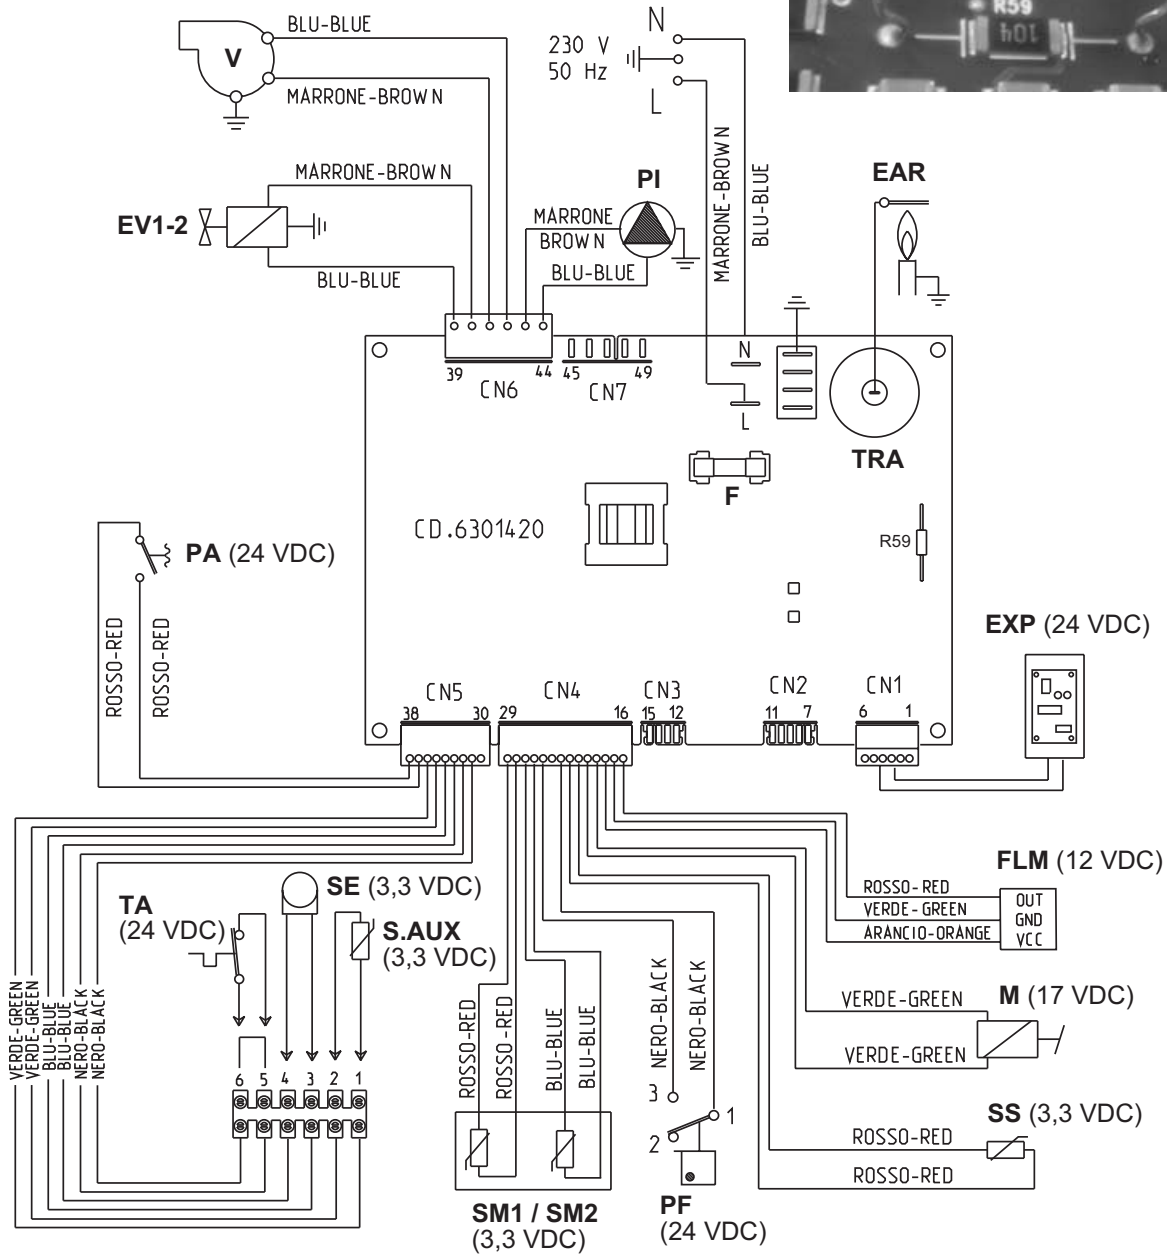 BLU-BLUE
V
MARRONE-BROWN
N
230 V
50 Hz
L
R59
104
MARRONE-BROWN
EV1-2
BLU-BLUE
MARRONE
BROWN
BLU-BLUE
PI
MARRONE-BROWN
BLU-BLUE
EAR
39
44
CN6
45
49
CN7
N
L
TRA
F
CD.6301420
R59
PA (24 VDC)
ROSSO-RED
ROSSO-RED
EXP (24 VDC)
CN5
38
30
CN4
29
16
CN3
15
12
CN2
11
7
CN1
6
1
FLM (12 VDC)
ROSSO-RED
OUT
VERDE-GREEN
GND
ARANCIO-ORANGE
VCC
SE (3,3 VDC)
TA
(24 VDC)
S.AUX
(3,3 VDC)
VERDE-GREEN
VERDE-GREEN
BLU-BLUE
BLU-BLUE
NERO-BLACK
NERO-BLACK
6 5 4 3 2 1
ROSSO-RED
ROSSO-RED
BLU-BLUE
BLU-BLUE
SM1 / SM2
(3,3 VDC)
NERO-BLACK
NERO-BLACK
3
1
2
PF
(24 VDC)
VERDE-GREEN
M (17 VDC)
VERDE-GREEN
SS (3,3 VDC)
ROSSO-RED
ROSSO-RED